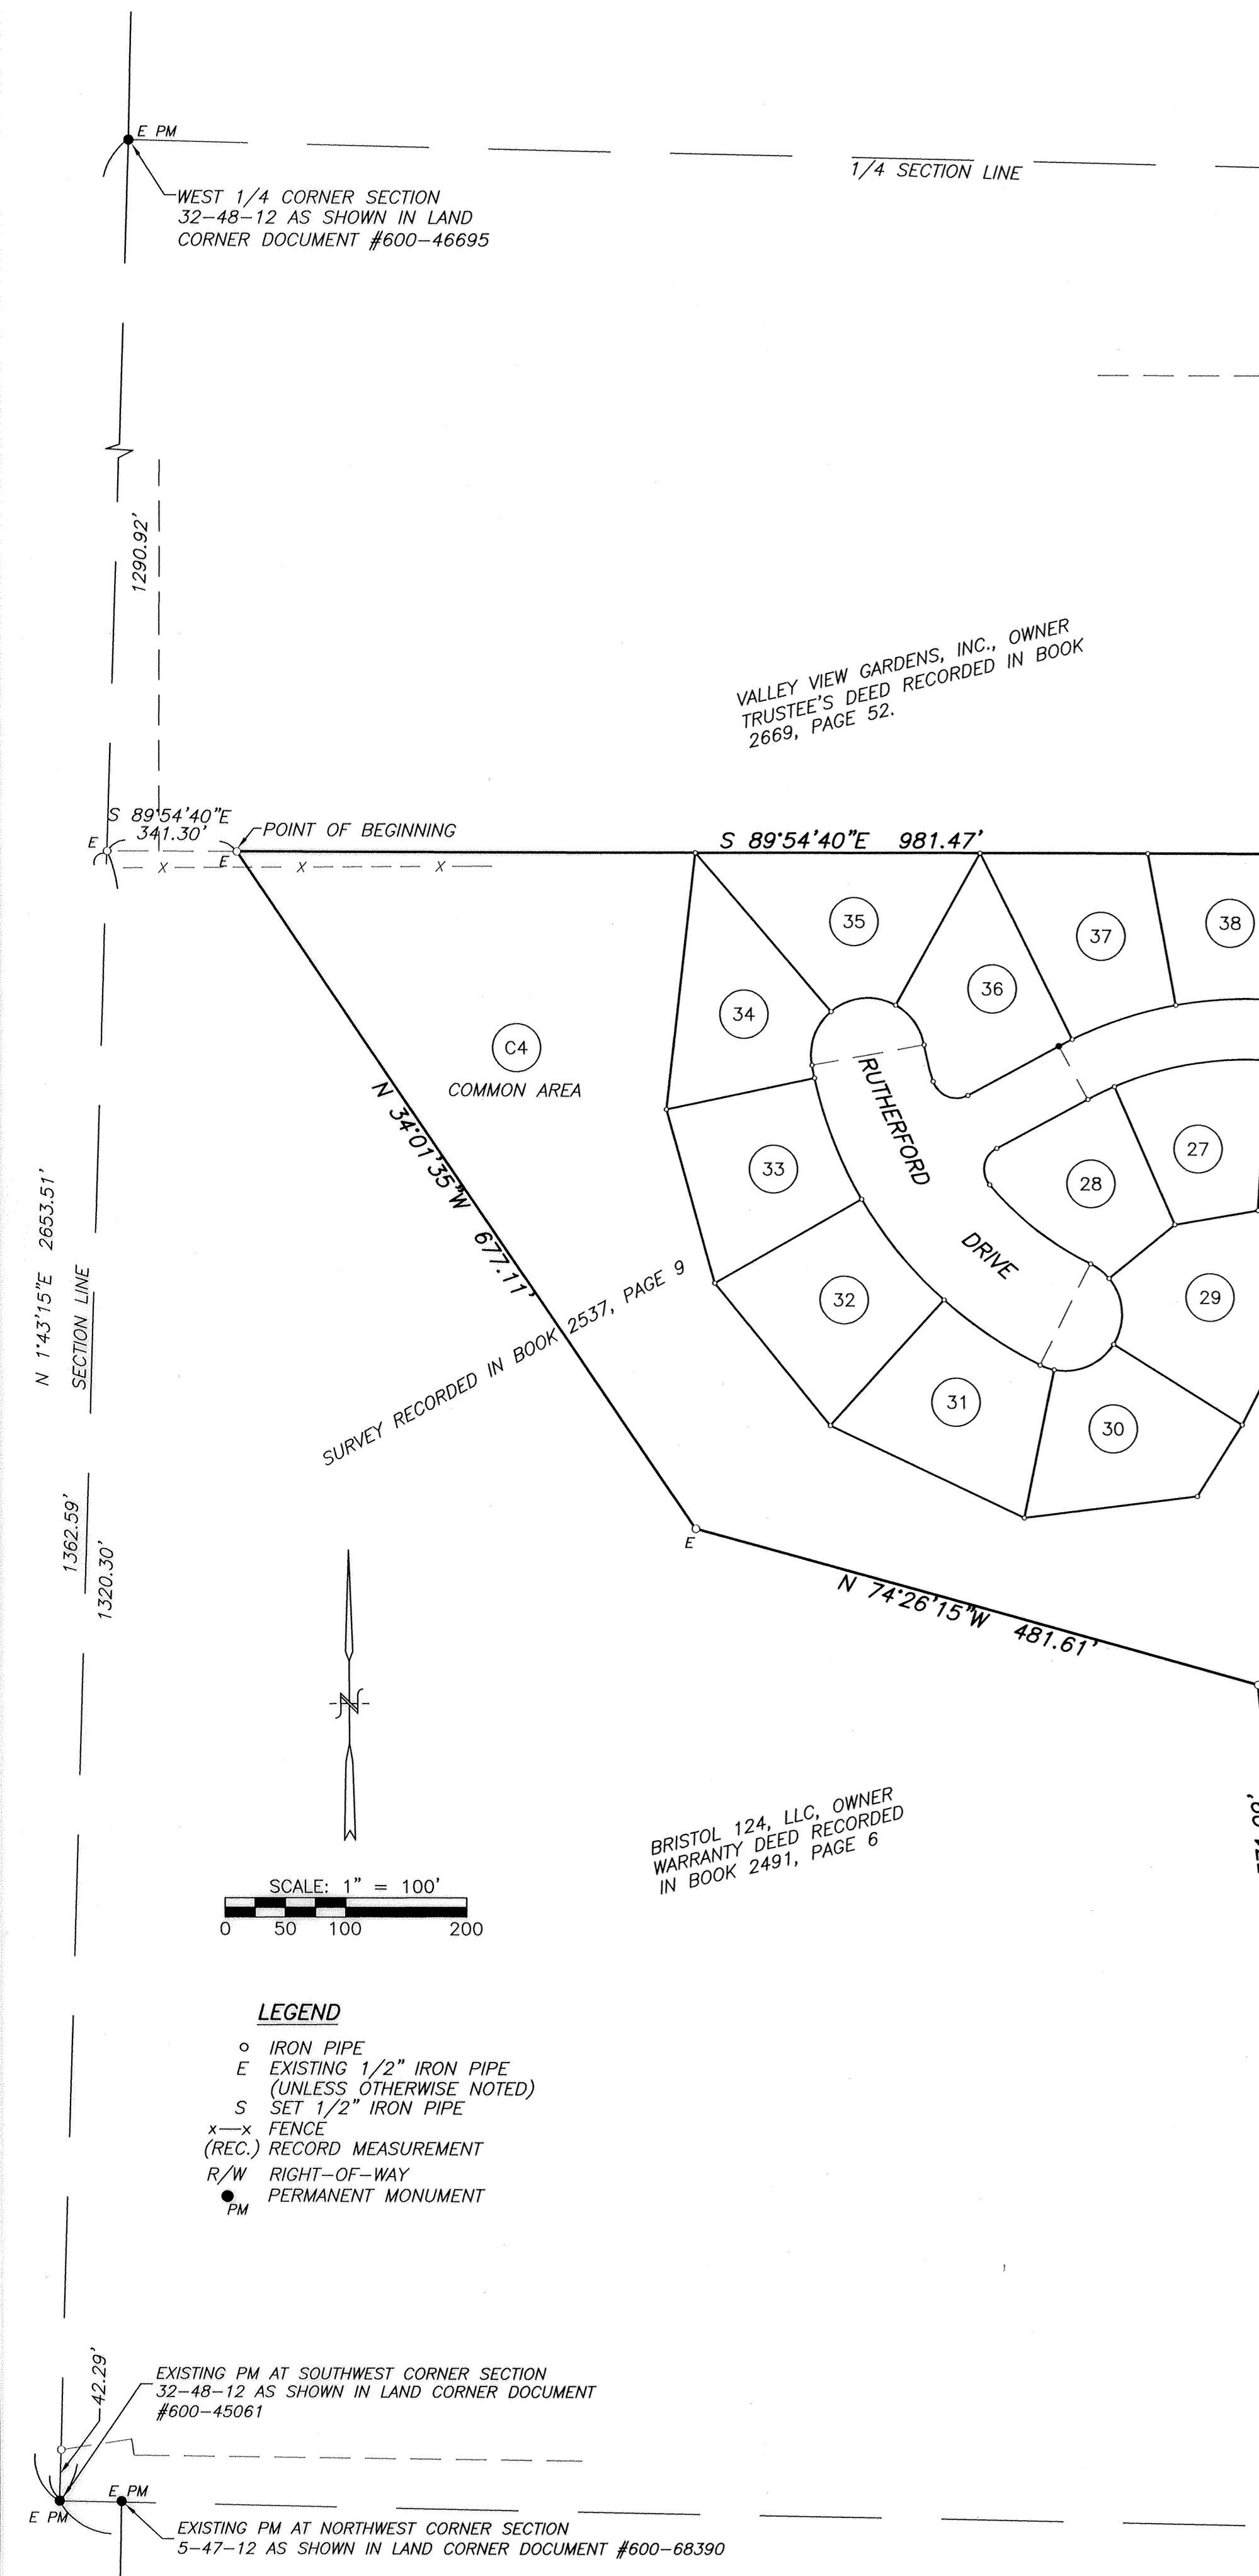 E PM
WEST 1/4 CORNER SECTION
32-48-12 AS SHOWN IN LAND
CORNER DOCUMENT #600-46695
1/4 SECTION LINE
1290.92'
VALLEY VIEW GARDENS, INC., OWNER
TRUSTEE'S DEED RECORDED IN BOOK
2669, PAGE 52.
S 89°54'40"E
341.30'
E
E
POINT OF BEGINNING
S 89°54'40"E 981.47'
X
X
X
35
37
38
36
34
C4
COMMON AREA
RUTHERFORD
DRIVE
N 34°01'35"W 677.11'
33
27
28
32
29
31
30
N 1°43'15"E 2653.51'
SECTION LINE
SURVEY RECORDED IN BOOK 2537, PAGE 9
1362.59'
1320.30'
E
N 74°26'15"W 481.61'
N
BRISTOL 124, LLC, OWNER
WARRANTY DEED RECORDED
IN BOOK 2491, PAGE 6
SCALE: 1" = 100'
0 50 100 200
LEGEND
IRON PIPE
E EXISTING 1/2" IRON PIPE
(UNLESS OTHERWISE NOTED)
S SET 1/2" IRON PIPE
x—x FENCE
(REC.) RECORD MEASUREMENT
R/W RIGHT-OF-WAY
PM PERMANENT MONUMENT
42.29'
EXISTING PM AT SOUTHWEST CORNER SECTION
32-48-12 AS SHOWN IN LAND CORNER DOCUMENT
#600-45061
E PM
E PM
EXISTING PM AT NORTHWEST CORNER SECTION
5-47-12 AS SHOWN IN LAND CORNER DOCUMENT #600-68390